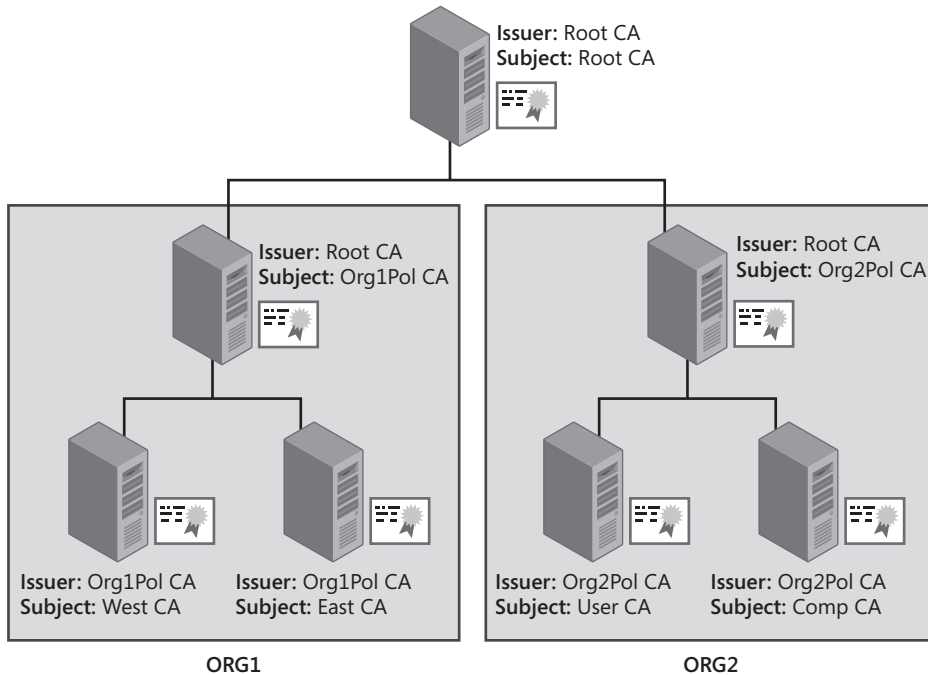 Issuer: Root CA
Subject: Root CA
Issuer: Root CA
Subject: Org1Pol CA
Issuer: Root CA
Subject: Org2Pol CA
Issuer: Org1Pol CA
Subject: West CA
Issuer: Org1Pol CA
Subject: East CA
Issuer: Org2Pol CA
Subject: User CA
Issuer: Org2Pol CA
Subject: Comp CA
ORG1
ORG2